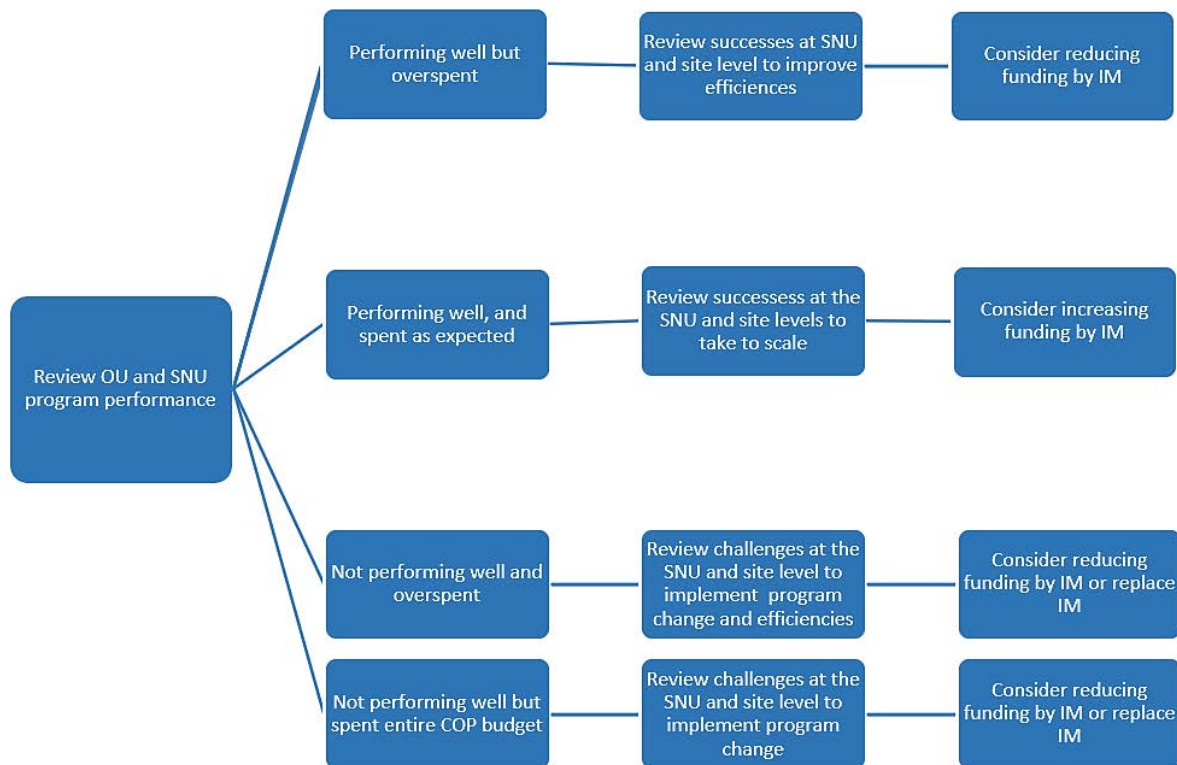 Performing well but
overspent
Review successes at SNU
and site level to improve
efficiences
Consider reducing
funding by IM
Review OU and SNU
program performance
Performing well, and
spent as expected
Review successess at the
SNU and site levels to
take to scale
Consider increasing
funding by IM
Not performing well and
overspent
Review challenges at the
SNU and site level to
implement program
change and efficiencies
Consider reducing
funding by IM or replace
IM
Not performing well but
spent entire COP budget
Review challenges at the
SNU and site level to
implement program
change
Consider reducing
funding by IM or replace
IM